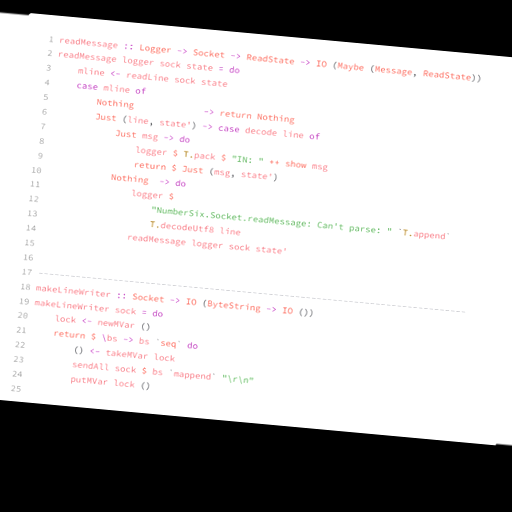 1 readMessage :: Logger -> Socket -> ReadState -> IO (Maybe (Message, ReadState))
2 readMessage logger sock state = do
3     mline <- readLine sock state
4     case mline of
5         Nothing             -> return Nothing
6         Just (line, state') -> case decode line of
7             Just msg -> do
8                 logger $ T.pack $ "IN: " ++ show msg
9                 return $ Just (msg, state')
10             Nothing  -> do
11                 logger $
12                     "NumberSix.Socket.readMessage: Can't parse: " `T.append`
13                     T.decodeUtf8 line
14                 readMessage logger sock state'
15
16
17 --------------------------------------------------------------------------------
18 makeLineWriter :: Socket -> IO (ByteString -> IO ())
19 makeLineWriter sock = do
20     lock <- newMVar ()
21     return $ \bs -> bs `seq` do
22         () <- takeMVar lock
23         sendAll sock $ bs `mappend` "\r\n"
24         putMVar lock ()
25